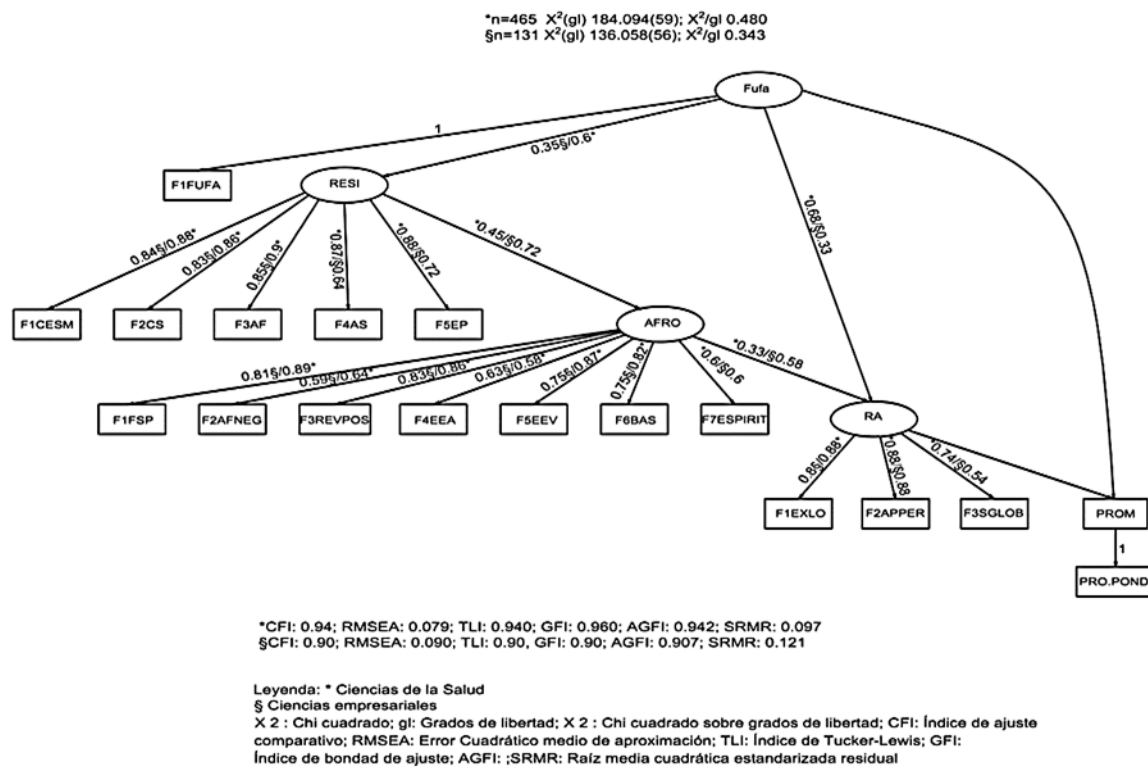 *n=465 X²(gl) 184.094(59); X²/gl 0.480
§n=131 X²(gl) 136.058(56); X²/gl 0.343
Fufa
1
0.35§/0.6*
F1FUFA
RESI
*0.68/§0.33
0.84§/0.88*
0.83§/0.86*
0.85§/0.9*
*0.87/§0.64
*0.88/§0.72
*0.45/§0.72
F1CESM
F2CS
F3AF
F4AS
F5EP
AFRO
0.81§/0.89*
0.59§/0.64*
0.83§/0.86*
0.63§/0.58*
0.75§/0.87*
0.75§/0.82*
*0.6/§0.6
*0.33/§0.58
F1FSP
F2AFNEG
F3REVPOS
F4EEA
F5EEV
F6BAS
F7ESPIRIT
RA
0.8§/0.88*
*0.88/§0.88
*0.74/§0.54
F1EXLO
F2APPER
F3SGLOB
PROM
1
PRO.POND
*CFI: 0.94; RMSEA: 0.079; TLI: 0.940; GFI: 0.960; AGFI: 0.942; SRMR: 0.097
§CFI: 0.90; RMSEA: 0.090; TLI: 0.90, GFI: 0.90; AGFI: 0.907; SRMR: 0.121
Leyenda: * Ciencias de la Salud
§ Ciencias empresariales
X 2 : Chi cuadrado; gl: Grados de libertad; X 2 : Chi cuadrado sobre grados de libertad; CFI: Índice de ajuste
comparativo; RMSEA: Error Cuadrático medio de aproximación; TLI: Índice de Tucker-Lewis; GFI:
Índice de bondad de ajuste; AGFI: ;SRMR: Raíz media cuadrática estandarizada residual